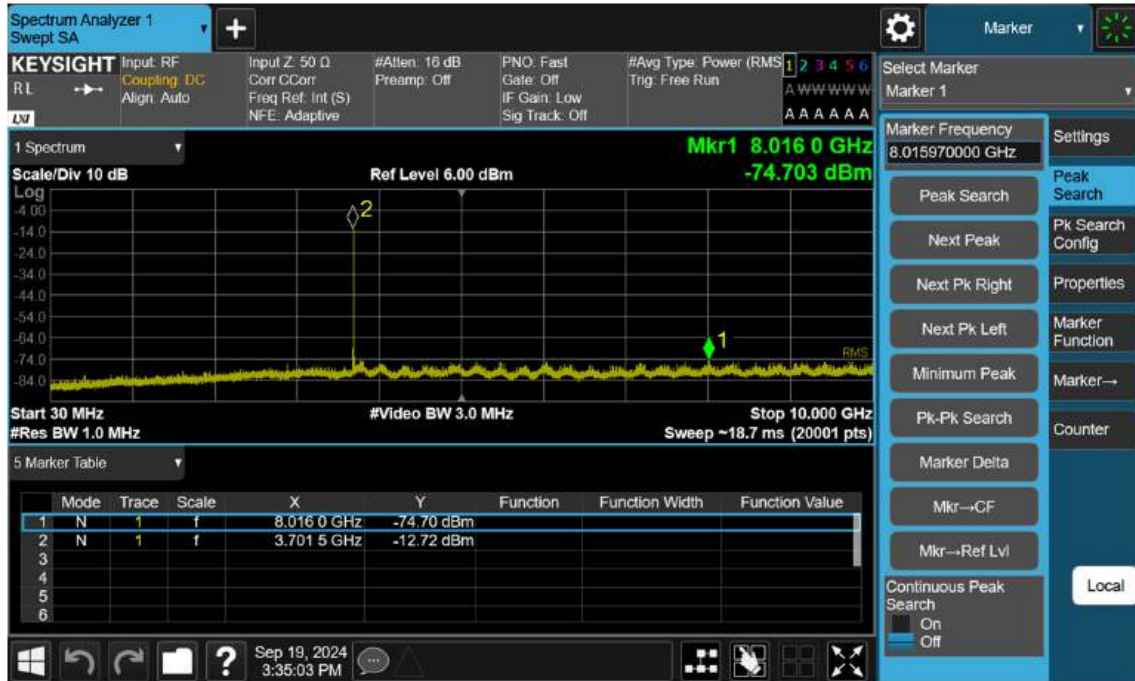 Spectrum Analyzer 1
Swept SA
Marker
KEYSIGHT
RL
LXI
Input: RF
Coupling: DC
Align: Auto
Input Z: 50 Ω
Corr CCorr
Freq Ref: Int (S)
NFE: Adaptive
#Atten: 16 dB
Preamp: Off
PNO: Fast
Gate: Off
IF Gain: Low
Sig Track: Off
#Avg Type: Power (RMS
Trig: Free Run
1 2 3 4 5 6
A W W W W W
A A A A A A
Select Marker
Marker 1
1 Spectrum
Mkr1 8.016 0 GHz
-74.703 dBm
Scale/Div 10 dB
Ref Level 6.00 dBm
Log
-4.00
-14.0
-24.0
-34.0
-44.0
-54.0
-64.0
-74.0
-84.0
2
1
RMS
Start 30 MHz
#Video BW 3.0 MHz
Stop 10.000 GHz
#Res BW 1.0 MHz
Sweep ~18.7 ms (20001 pts)
5 Marker Table
Mode Trace Scale X Y Function Function Width Function Value
1 N 1 f 8.016 0 GHz -74.70 dBm
2 N 1 f 3.701 5 GHz -12.72 dBm
3
4
5
6
Marker Frequency
8.015970000 GHz
Peak Search
Next Peak
Next Pk Right
Next Pk Left
Minimum Peak
Pk-Pk Search
Marker Delta
Mkr→CF
Mkr→Ref Lvl
Continuous Peak
Search
On
Off
Settings
Peak
Search
Pk Search
Config
Properties
Marker
Function
Marker→
Counter
Local
Sep 19, 2024
3:35:03 PM